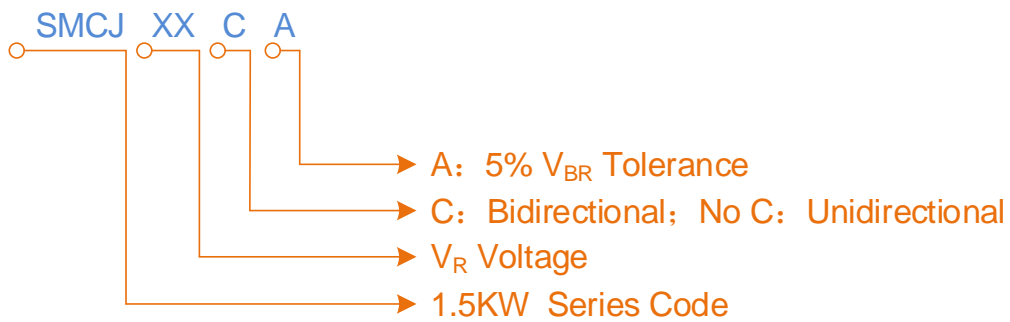 SMCJ XX C A
A：5% VBR Tolerance
C：Bidirectional；No C：Unidirectional
VR Voltage
1.5KW Series Code